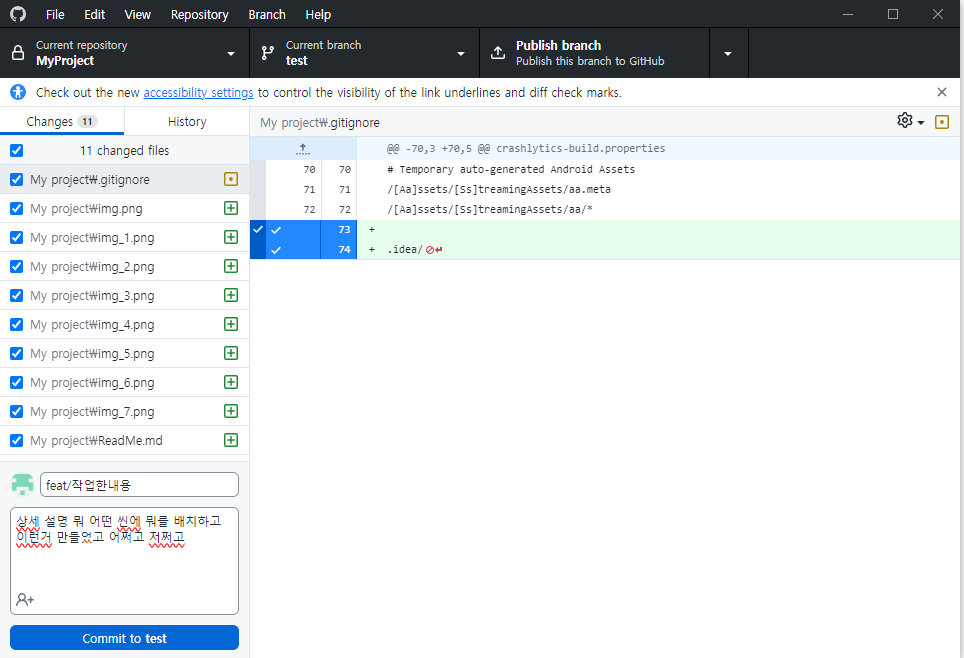 File Edit View Repository Branch Help
Current repository
MyProject
Current branch
test
Publish branch
Publish this branch to GitHub
Check out the new accessibility settings to control the visibility of the link underlines and diff check marks.
Changes 11
History
My project₩.gitignore
11 changed files
My project₩.gitignore
My project₩img.png
My project₩img_1.png
My project₩img_2.png
My project₩img_3.png
My project₩img_4.png
My project₩img_5.png
My project₩img_6.png
My project₩img_7.png
My project₩ReadMe.md
@@ -70,3 +70,5 @@ crashlytics-build.properties
70 70 # Temporary auto-generated Android Assets
71 71 /[Aa]ssets/[Ss]treamingAssets/aa.meta
72 72 /[Aa]ssets/[Ss]treamingAssets/aa/*
73 +
74 + .idea/
feat/작업한내용
상세 설명 뭐 어떤 씬에 뭐를 배치하고
이런거 만들었고 어쩌고 저쩌고
Commit to test